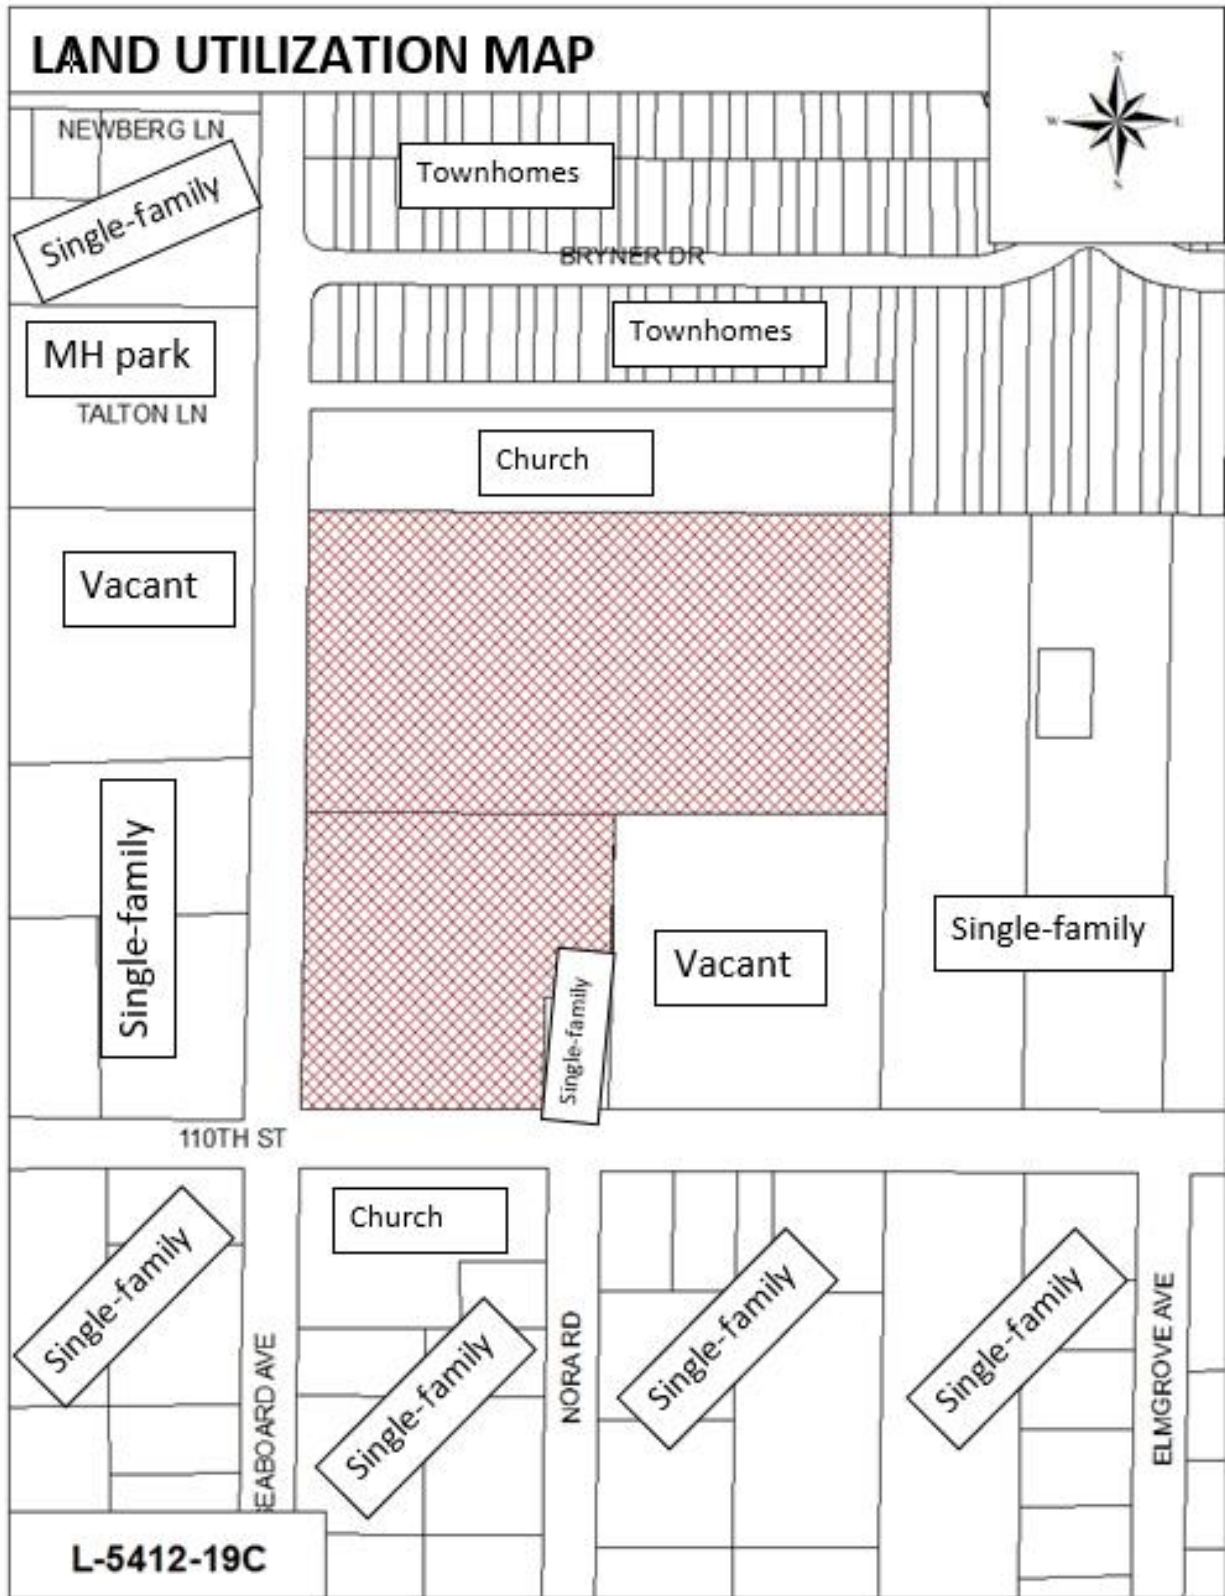 LAND UTILIZATION MAP
N
W
E
S
NEWBERG LN
Single-family
Townhomes
BRYNER DR
Townhomes
MH park
TALTON LN
Church
Vacant
Single-family
Single-family
Vacant
Single-family
110TH ST
Single-family
Church
Single-family
Single-family
Single-family
EABOARD AVE
NORA RD
ELMGROVE AVE
L-5412-19C